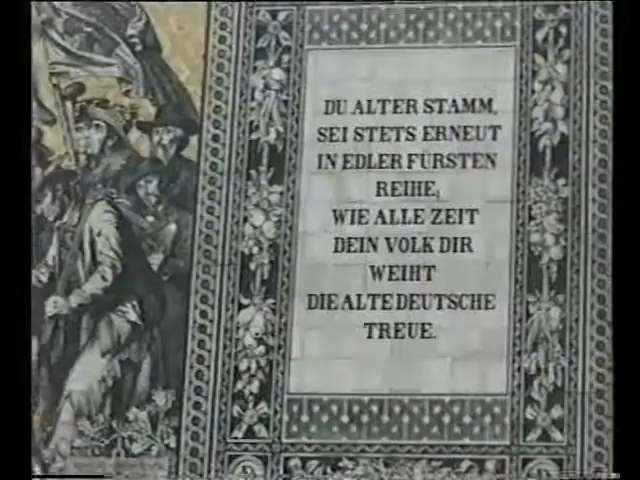 DU ALTER STAMM,
SEI STETS ERNEUT
IN EDLER FÜRSTEN
REIHE,
WIE ALLE ZEIT
DEIN VOLK DIR
WEIHT
DIE ALTE DEUTSCHE
TREUE.